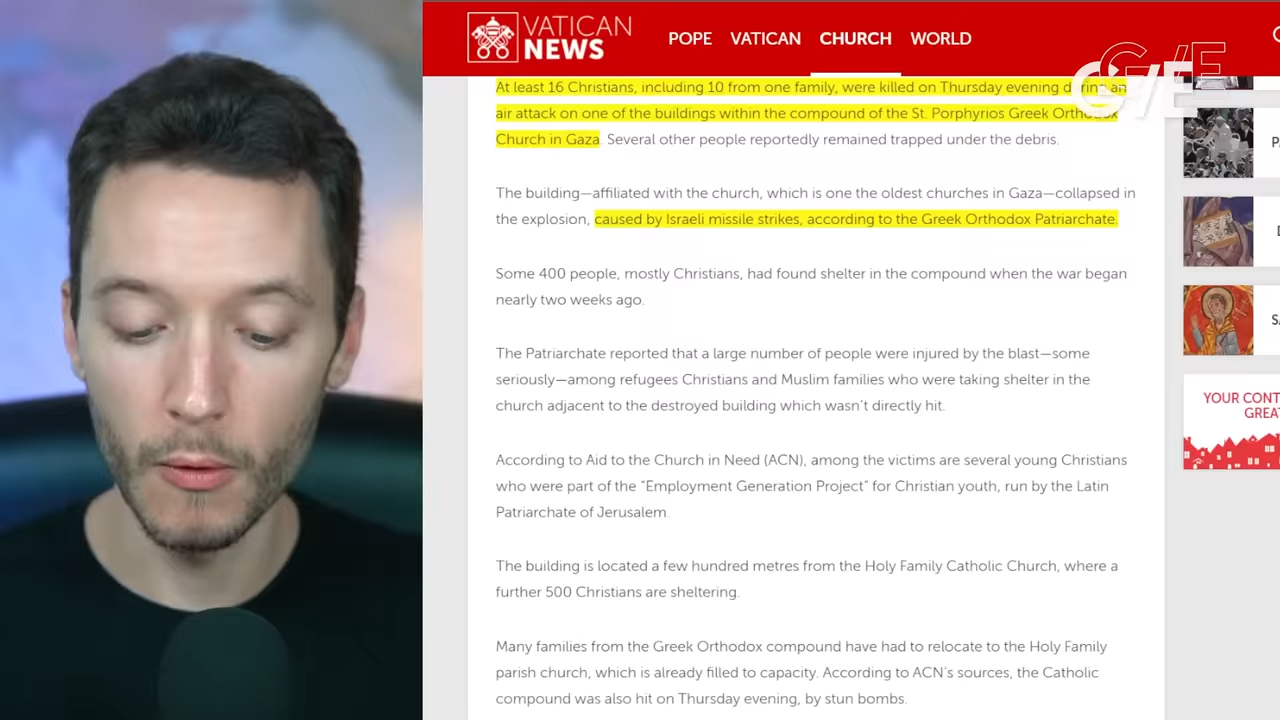 VATICAN
NEWS
POPE VATICAN CHURCH WORLD
G/E
At least 16 Christians, including 10 from one family, were killed on Thursday evening during an
air attack on one of the buildings within the compound of the St. Porphyrios Greek Orthodox
Church in Gaza. Several other people reportedly remained trapped under the debris.
The building—affiliated with the church, which is one the oldest churches in Gaza—collapsed in
the explosion, caused by Israeli missile strikes, according to the Greek Orthodox Patriarchate.
Some 400 people, mostly Christians, had found shelter in the compound when the war began
nearly two weeks ago.
The Patriarchate reported that a large number of people were injured by the blast—some
seriously—among refugees Christians and Muslim families who were taking shelter in the
church adjacent to the destroyed building which wasn't directly hit.
According to Aid to the Church in Need (ACN), among the victims are several young Christians
who were part of the "Employment Generation Project" for Christian youth, run by the Latin
Patriarchate of Jerusalem.
The building is located a few hundred metres from the Holy Family Catholic Church, where a
further 500 Christians are sheltering.
Many families from the Greek Orthodox compound have had to relocate to the Holy Family
parish church, which is already filled to capacity. According to ACN's sources, the Catholic
compound was also hit on Thursday evening, by stun bombs.
YOUR CONT
GREA